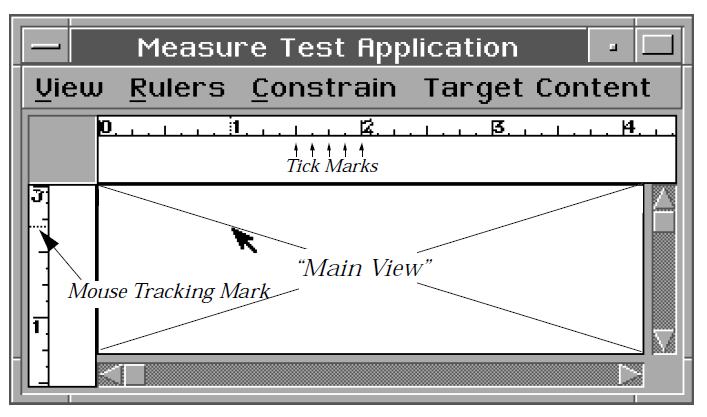 Measure Test Application
View Rulers Constrain Target Content
0 1 2 3 4
Tick Marks
“Main View”
Mouse Tracking Mark
1